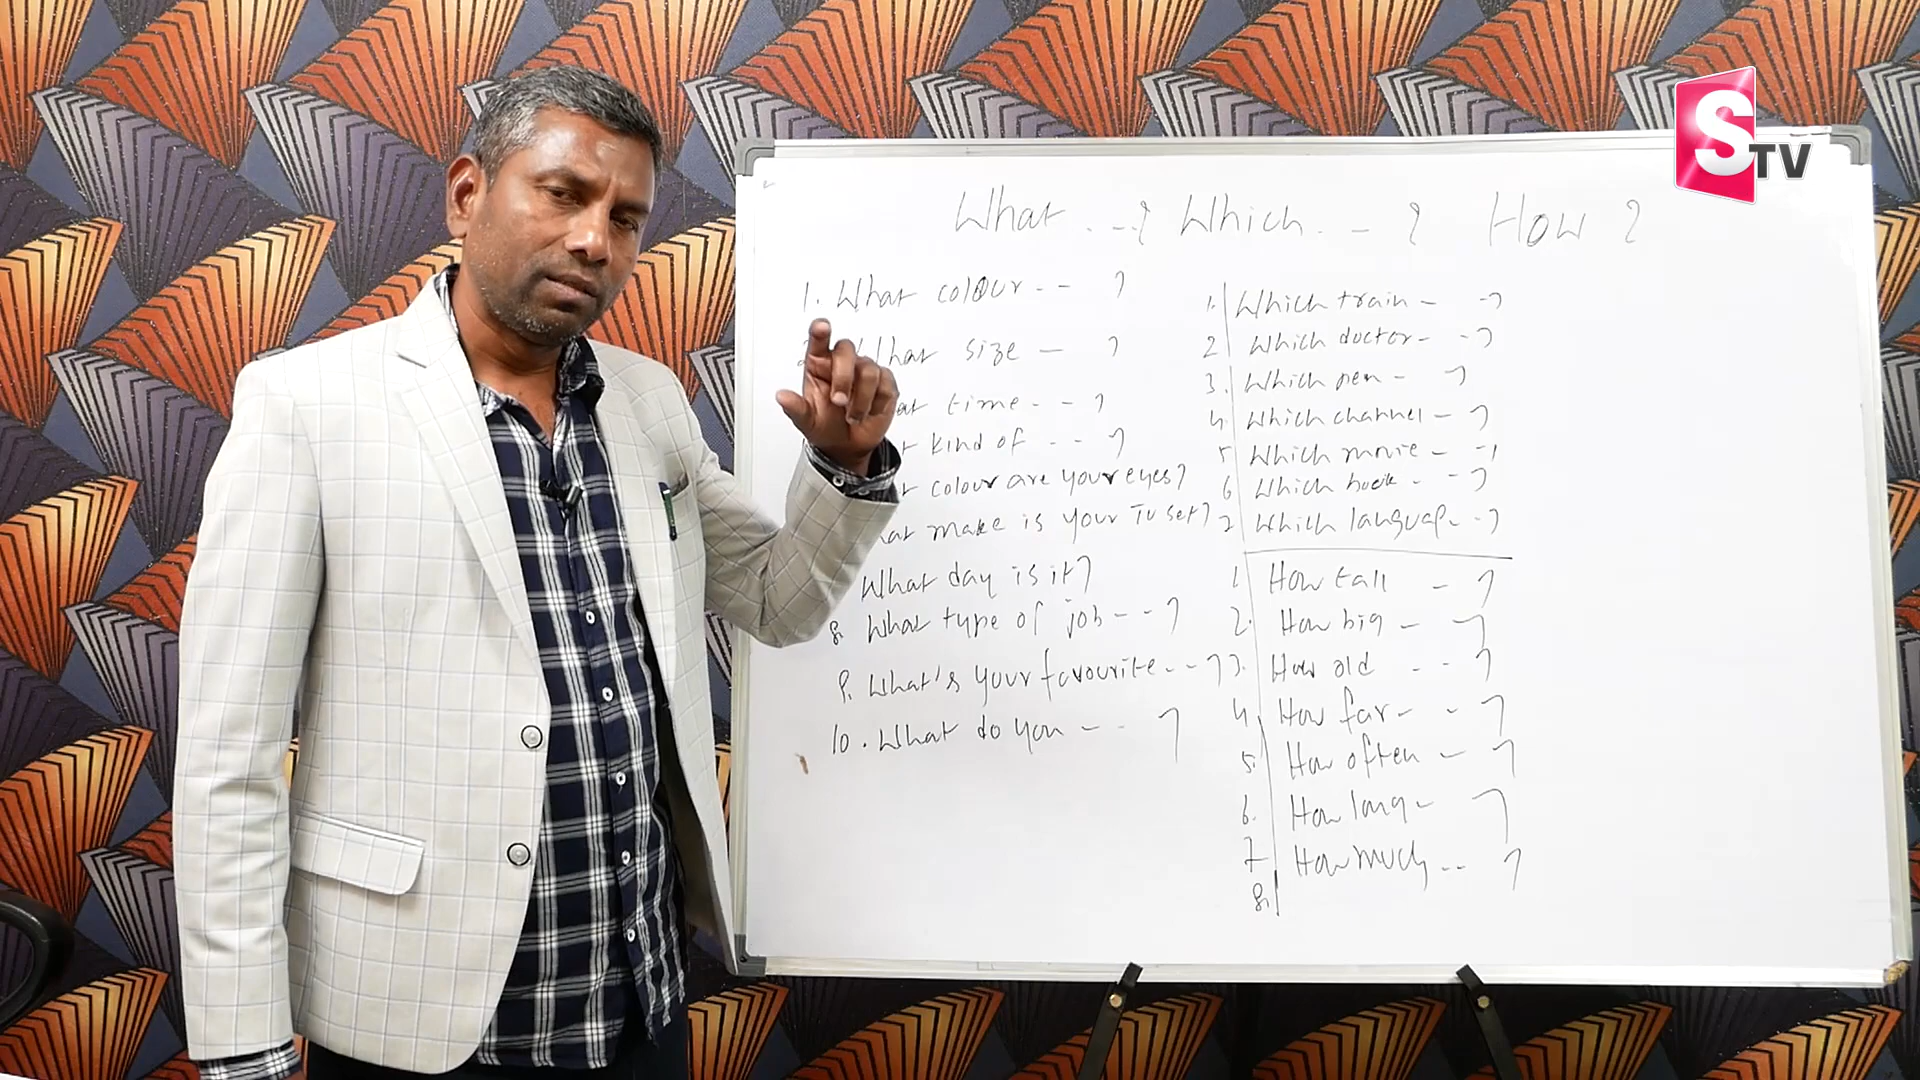 STV
What . --? Which. - ? How ?
1. What colour -- ?
2. What size - ?
at time -- ?
t kind of -- ?
t colour are your eyes?
hat make is your TV set?
What day is it?
8. What type of job -- ?
9. What's your favourite -- ?
10. What do you -- ?
1. Which train - -?
2 Which doctor - -?
3. Which pen - ?
4. Which channel - ?
5 Which movie - -?
6 Which book . -?
7 Which language - -?
1 How tall - ?
2. How big - ?
3. How old -- ?
4 How far - - ?
5. How often - ?
6. How long - ?
7 How much -- ?
8.